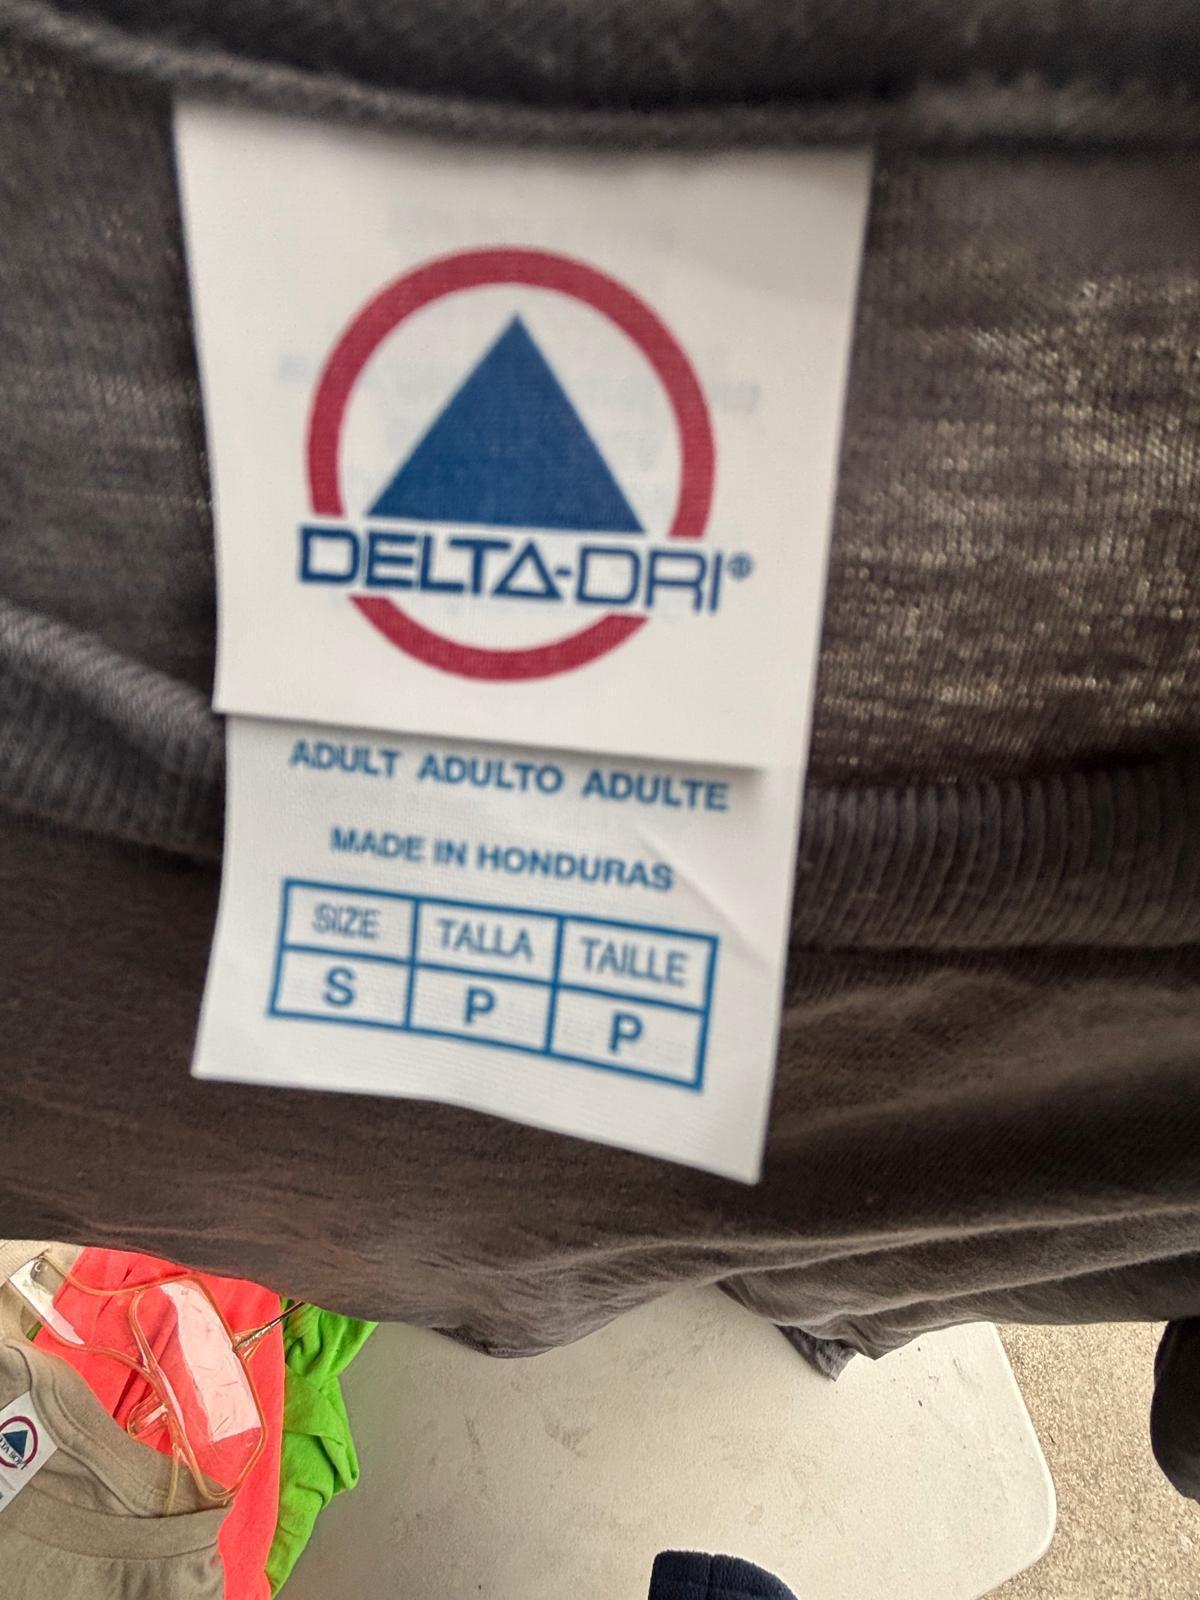 DELTA-DRI®
ADULT ADULTO ADULTE
MADE IN HONDURAS
SIZE TALLA TAILLE
S P P